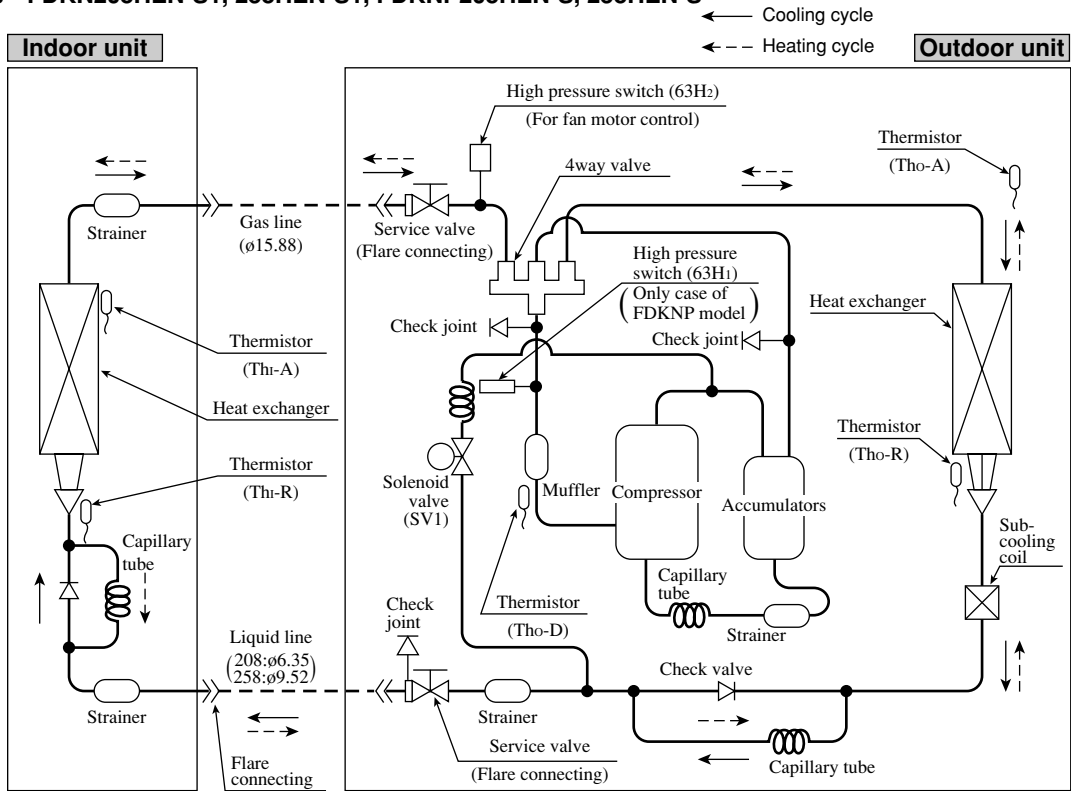 Cooling cycle
Heating cycle
Indoor unit
Outdoor unit
High pressure switch (63H2)
(For fan motor control)
4way valve
Thermistor
(Tho-A)
Strainer
Gas line
(ø15.88)
Service valve
(Flare connecting)
High pressure
switch (63H1)
(Only case of
FDKNP model)
Check joint
Check joint
Heat exchanger
Thermistor
(ThI-A)
Heat exchanger
Thermistor
(ThI-R)
Thermistor
(Tho-R)
Solenoid
valve
(SV1)
Muffler
Compressor
Accumulators
Capillary
tube
Sub-
cooling
coil
Capillary
tube
Strainer
Thermistor
(Tho-D)
Check
joint
Liquid line
(208:ø6.35
258:ø9.52)
Check valve
Strainer
Strainer
Service valve
(Flare connecting)
Capillary tube
Flare
connecting